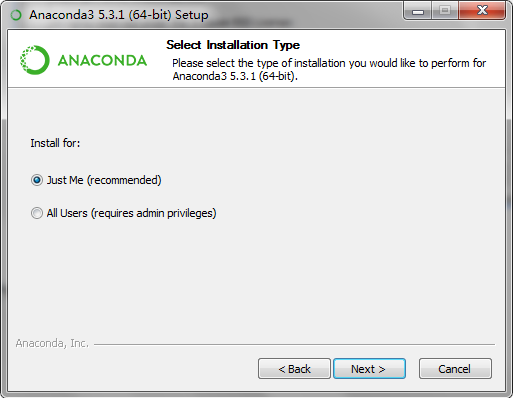 Anaconda3 5.3.1 (64-bit) Setup
ANACONDA
Select Installation Type
Please select the type of installation you would like to perform for
Anaconda3 5.3.1 (64-bit).
Install for:
Just Me (recommended)
All Users (requires admin privileges)
Anaconda, Inc.
< Back
Next >
Cancel